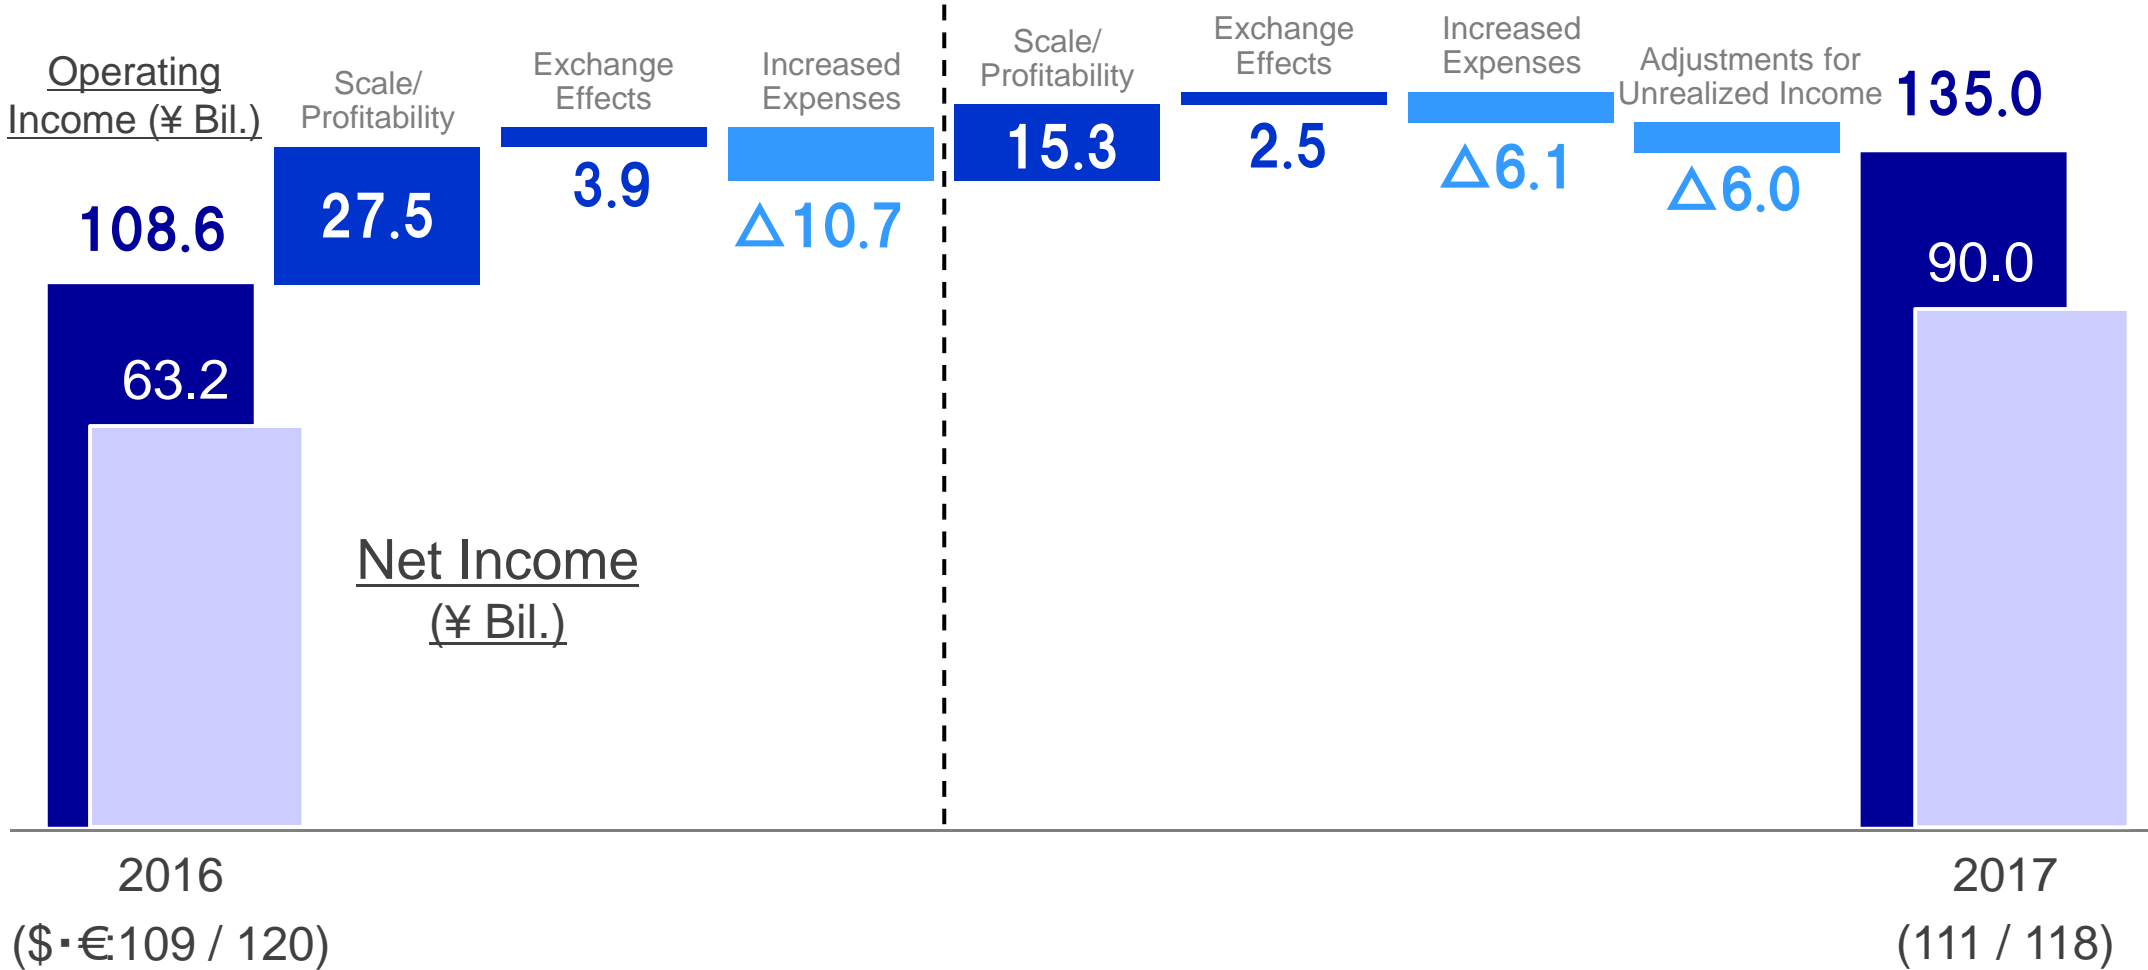 Operating
Income (¥ Bil.)
108.6
63.2
Scale/
Profitability
27.5
Exchange
Effects
3.9
Increased
Expenses
△10.7
Scale/
Profitability
15.3
Exchange
Effects
2.5
Increased
Expenses
△6.1
Adjustments for
Unrealized Income
△6.0
135.0
90.0
Net Income
(¥ Bil.)
2016
($・€:109 / 120)
2017
(111 / 118)